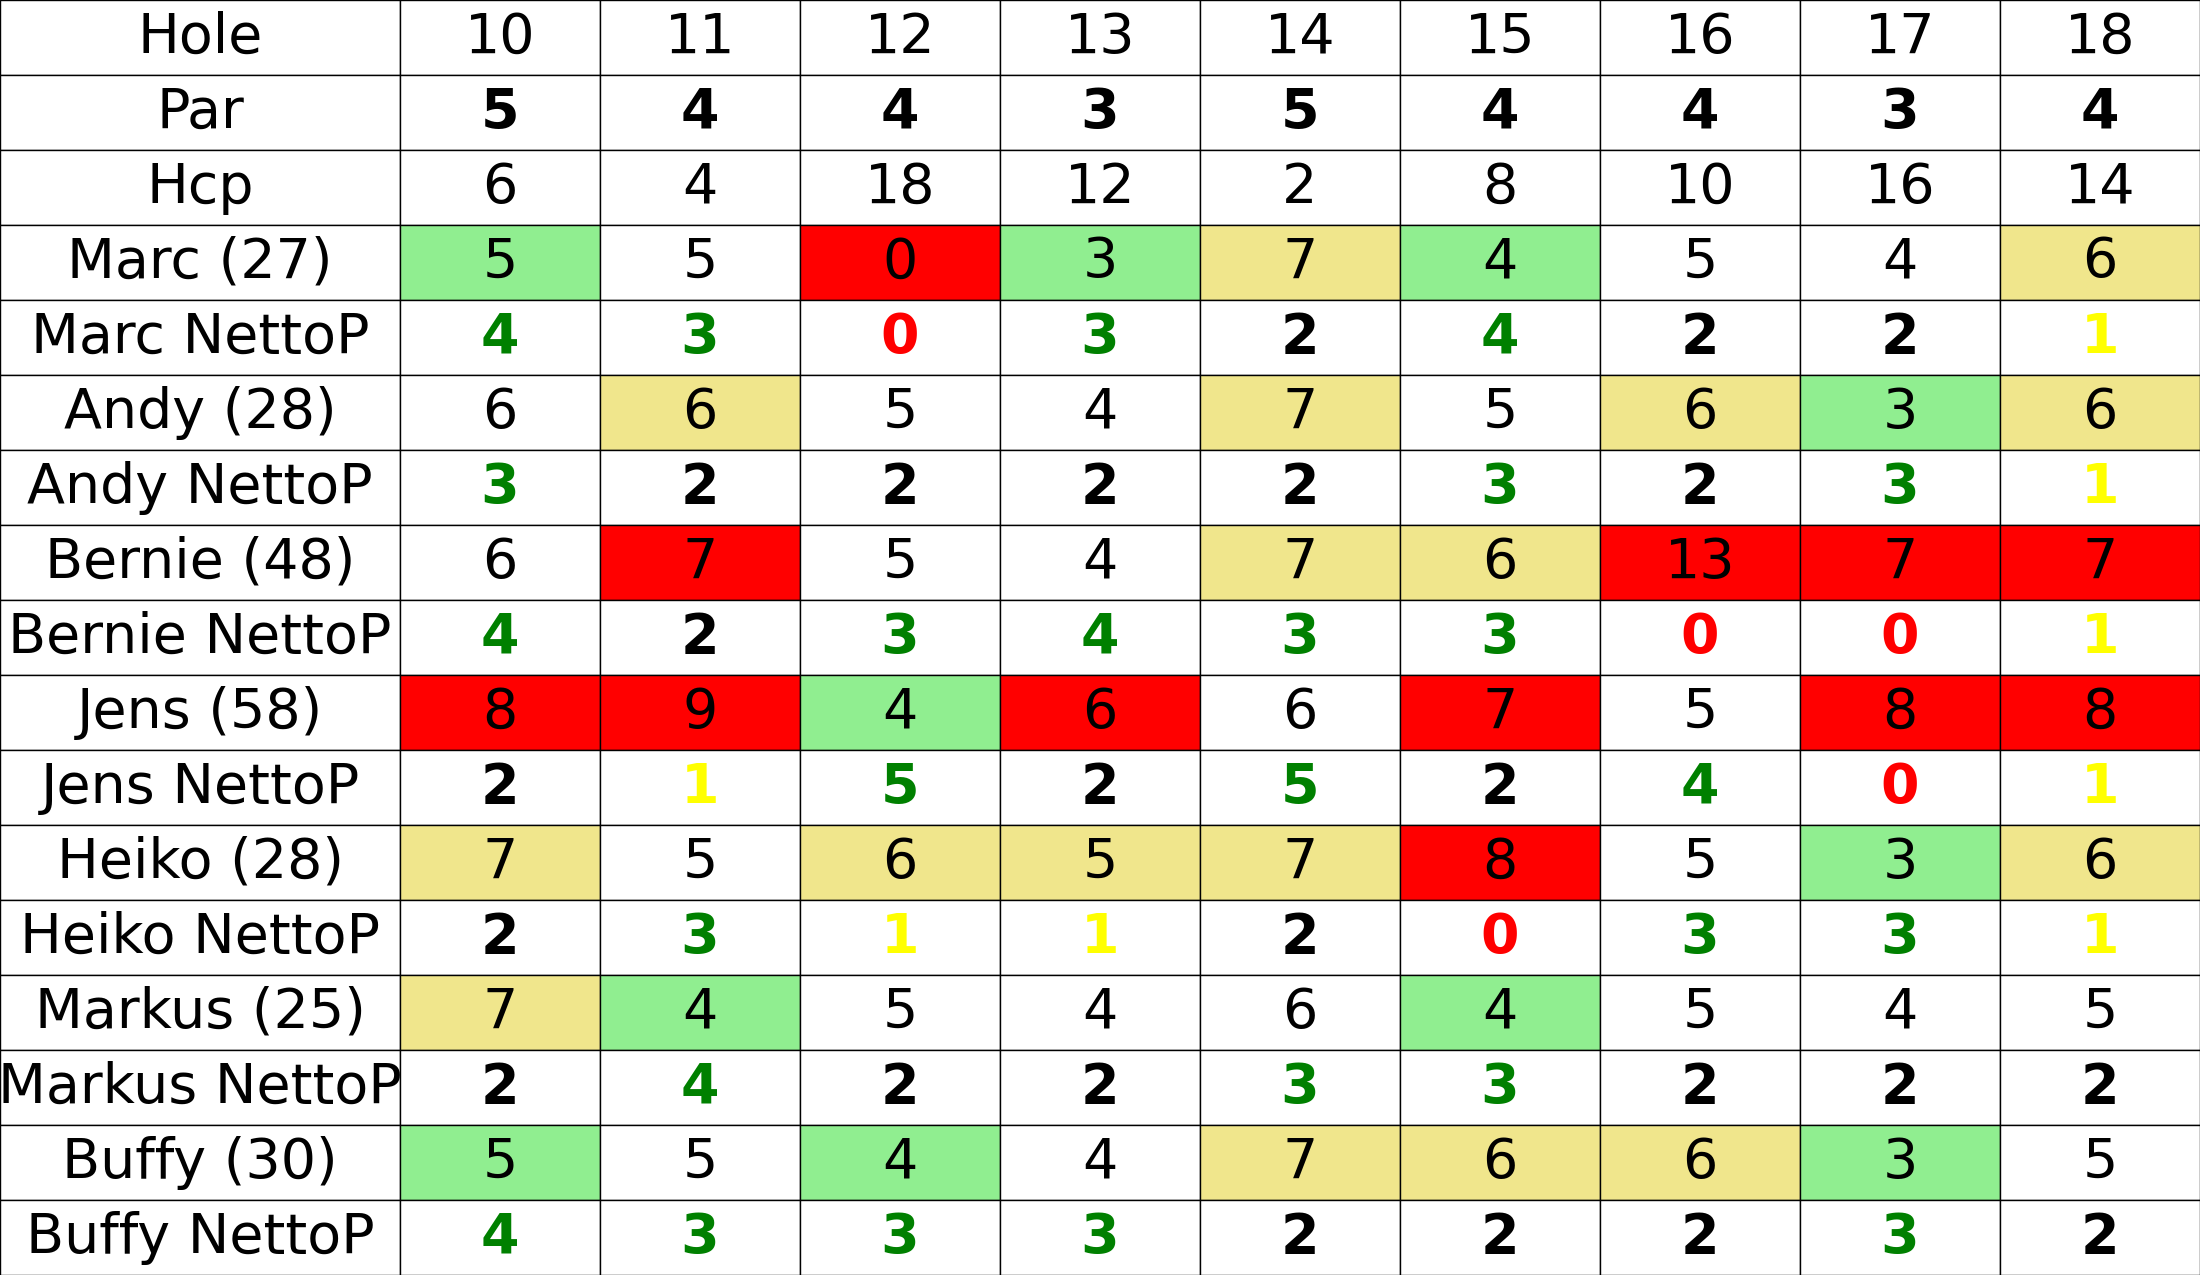 Hole 10 11 12 13 14 15 16 17 18
Par 5 4 4 3 5 4 4 3 4
Hcp 6 4 18 12 2 8 10 16 14
Marc (27) 5 5 0 3 7 4 5 4 6
Marc NettoP 4 3 0 3 2 4 2 2 1
Andy (28) 6 6 5 4 7 5 6 3 6
Andy NettoP 3 2 2 2 2 3 2 3 1
Bernie (48) 6 7 5 4 7 6 13 7 7
Bernie NettoP 4 2 3 4 3 3 0 0 1
Jens (58) 8 9 4 6 6 7 5 8 8
Jens NettoP 2 1 5 2 5 2 4 0 1
Heiko (28) 7 5 6 5 7 8 5 3 6
Heiko NettoP 2 3 1 1 2 0 3 3 1
Markus (25) 7 4 5 4 6 4 5 4 5
Markus NettoP 2 4 2 2 3 3 2 2 2
Buffy (30) 5 5 4 4 7 6 6 3 5
Buffy NettoP 4 3 3 3 2 2 2 3 2